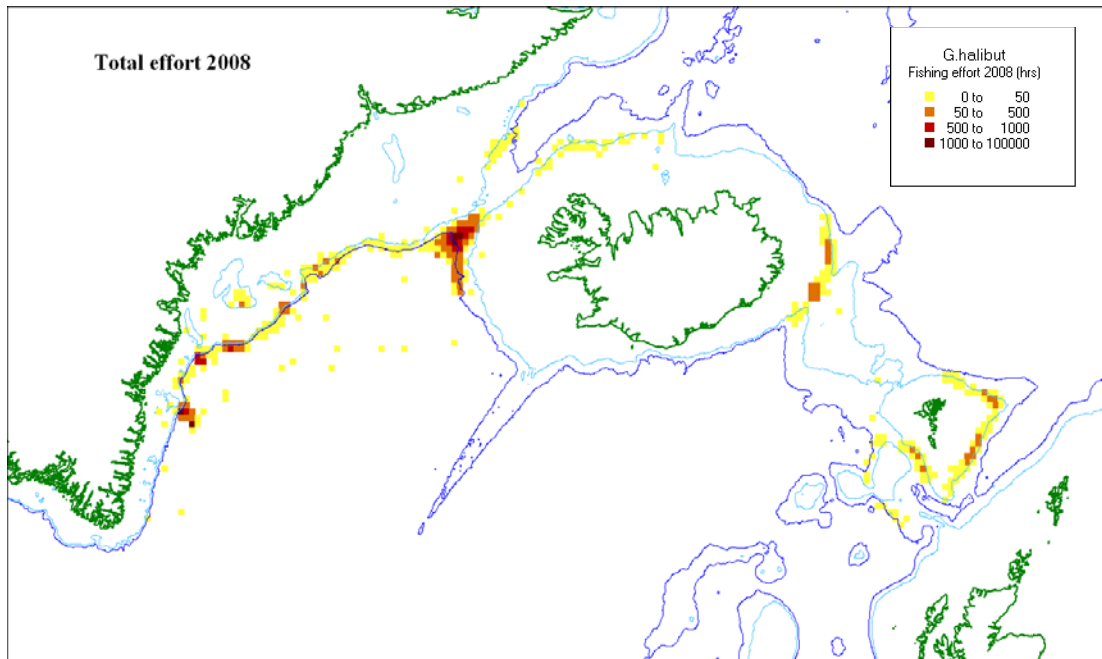 Total effort 2008
G.halibut
Fishing effort 2008 (hrs)
0 to 50
50 to 500
500 to 1000
1000 to 100000